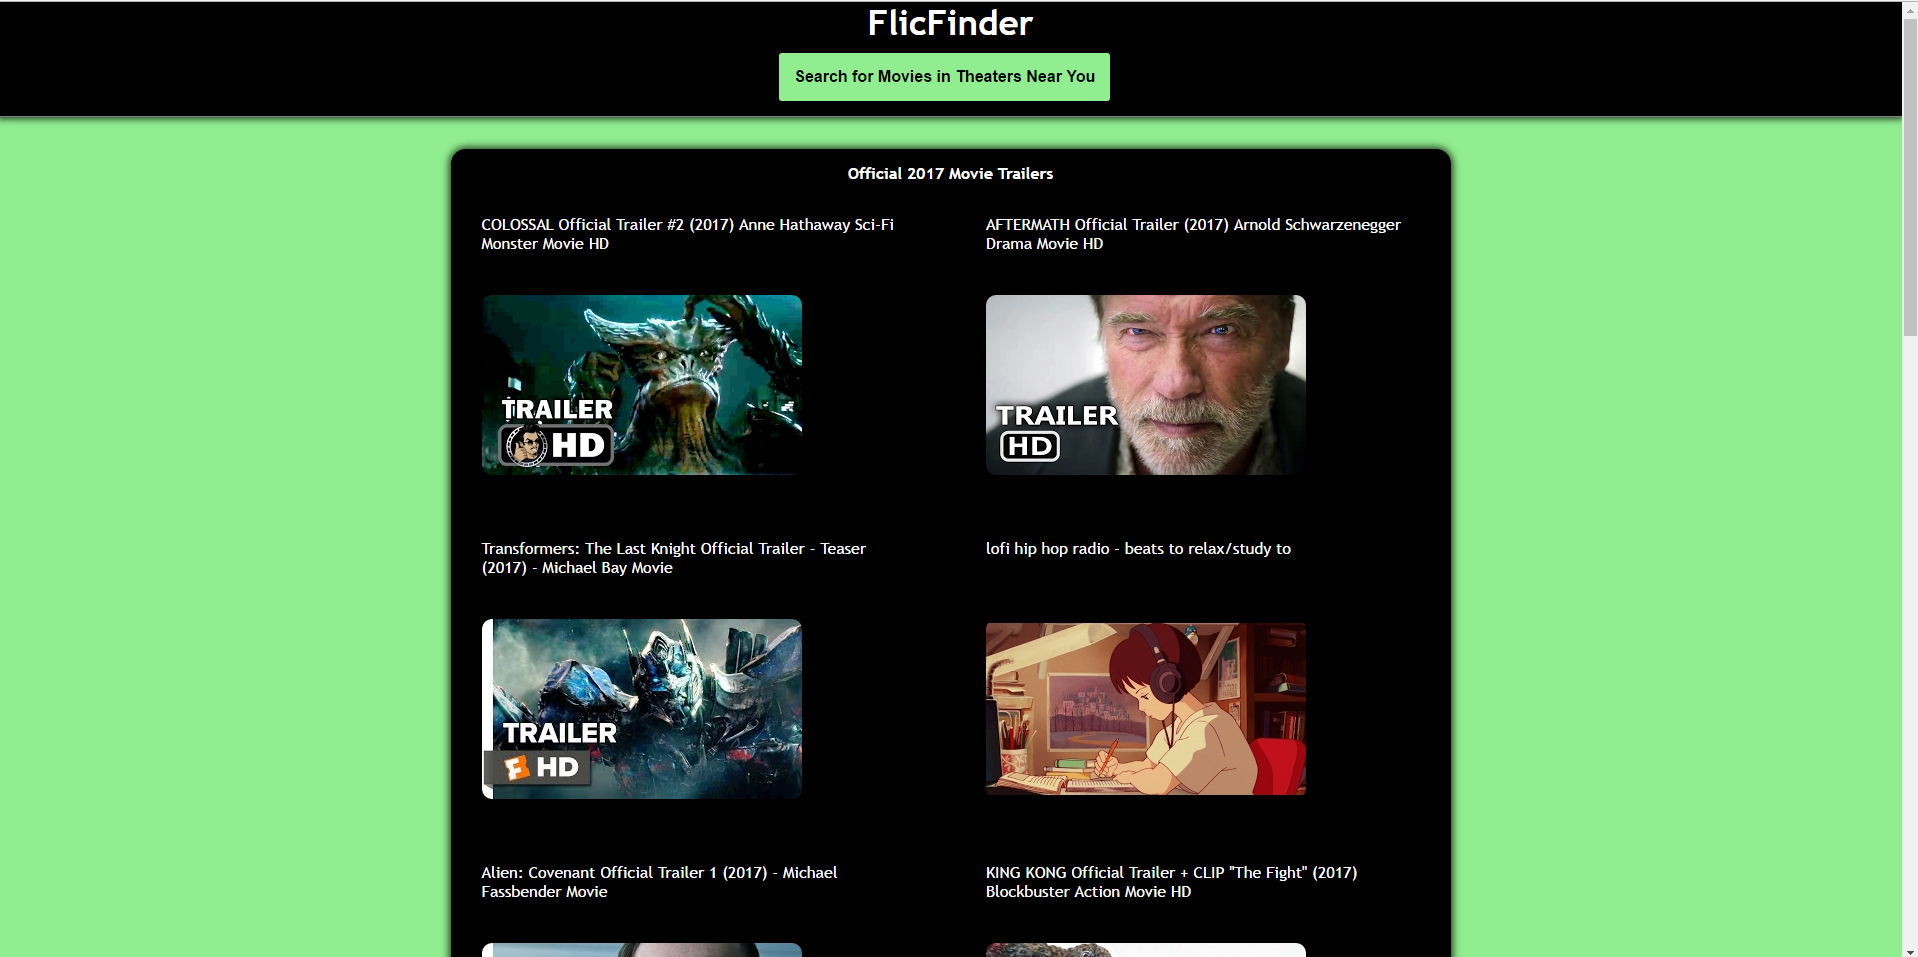 FlicFinder
Search for Movies in Theaters Near You
Official 2017 Movie Trailers
COLOSSAL Official Trailer #2 (2017) Anne Hathaway Sci-Fi
Monster Movie HD
AFTERMATH Official Trailer (2017) Arnold Schwarzenegger
Drama Movie HD
TRAILER
HD
TRAILER
HD
Transformers: The Last Knight Official Trailer - Teaser
(2017) - Michael Bay Movie
lofi hip hop radio - beats to relax/study to
TRAILER
HD
Alien: Covenant Official Trailer 1 (2017) - Michael
Fassbender Movie
KING KONG Official Trailer + CLIP "The Fight" (2017)
Blockbuster Action Movie HD